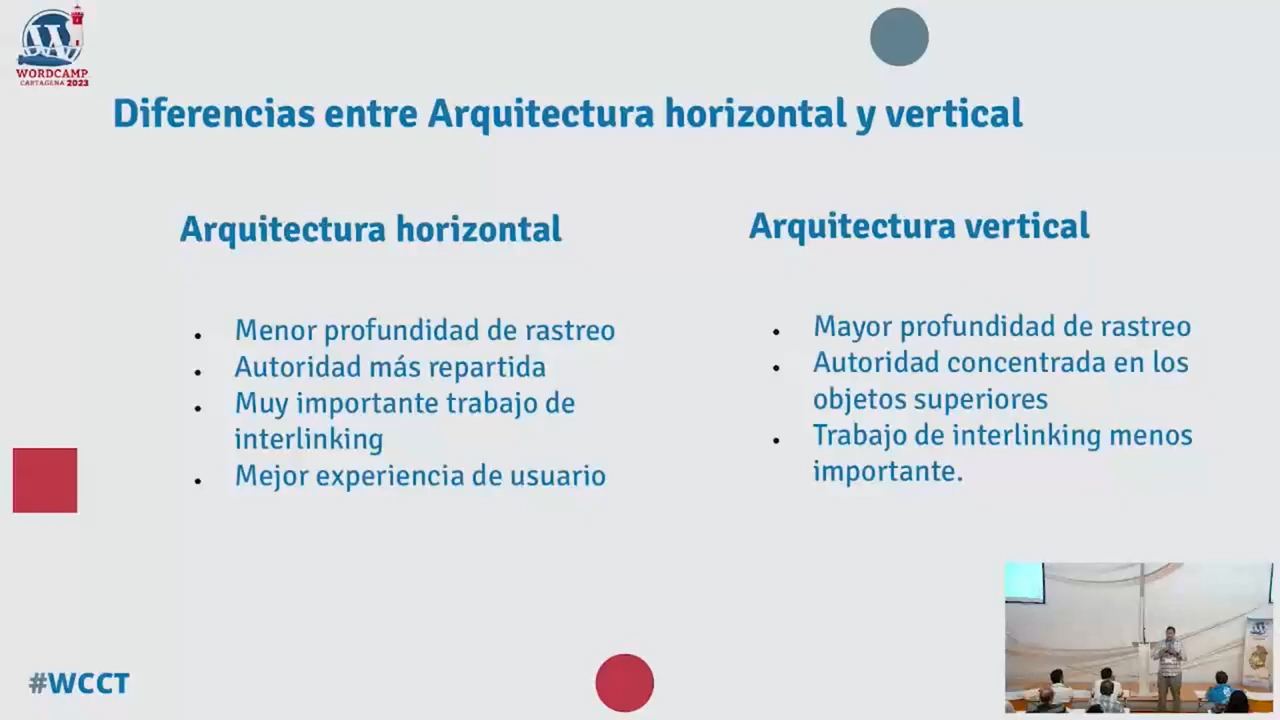 WORDCAMP
CARTAGENA 2023
Diferencias entre Arquitectura horizontal y vertical
Arquitectura horizontal
Menor profundidad de rastreo
Autoridad más repartida
Muy importante trabajo de
interlinking
Mejor experiencia de usuario
Arquitectura vertical
Mayor profundidad de rastreo
Autoridad concentrada en los
objetos superiores
Trabajo de interlinking menos
importante.
#WCCT